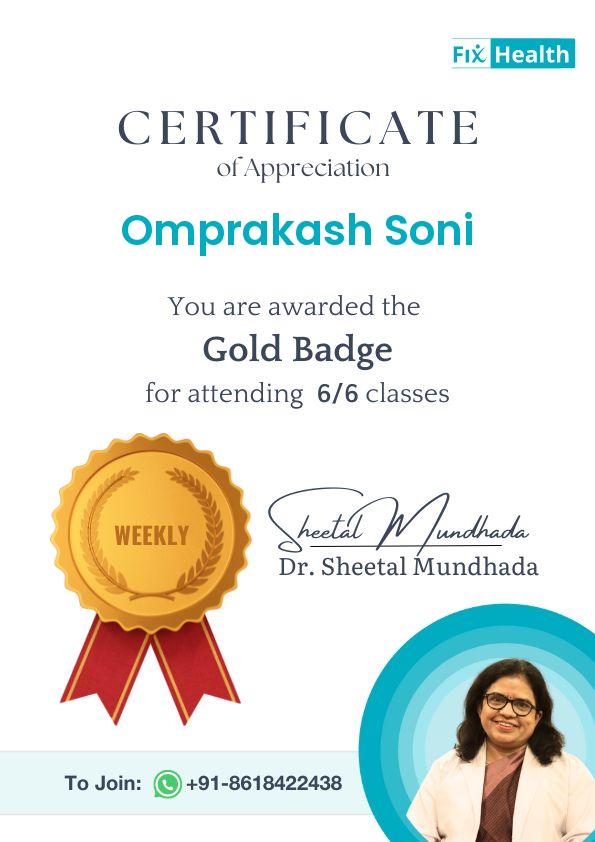 Fix Health
CERTIFICATE
of Appreciation
Omprakash Soni
You are awarded the
Gold Badge
for attending 6/6 classes
WEEKLY
Sheetal Mundhada
Dr. Sheetal Mundhada
To Join: +91-8618422438